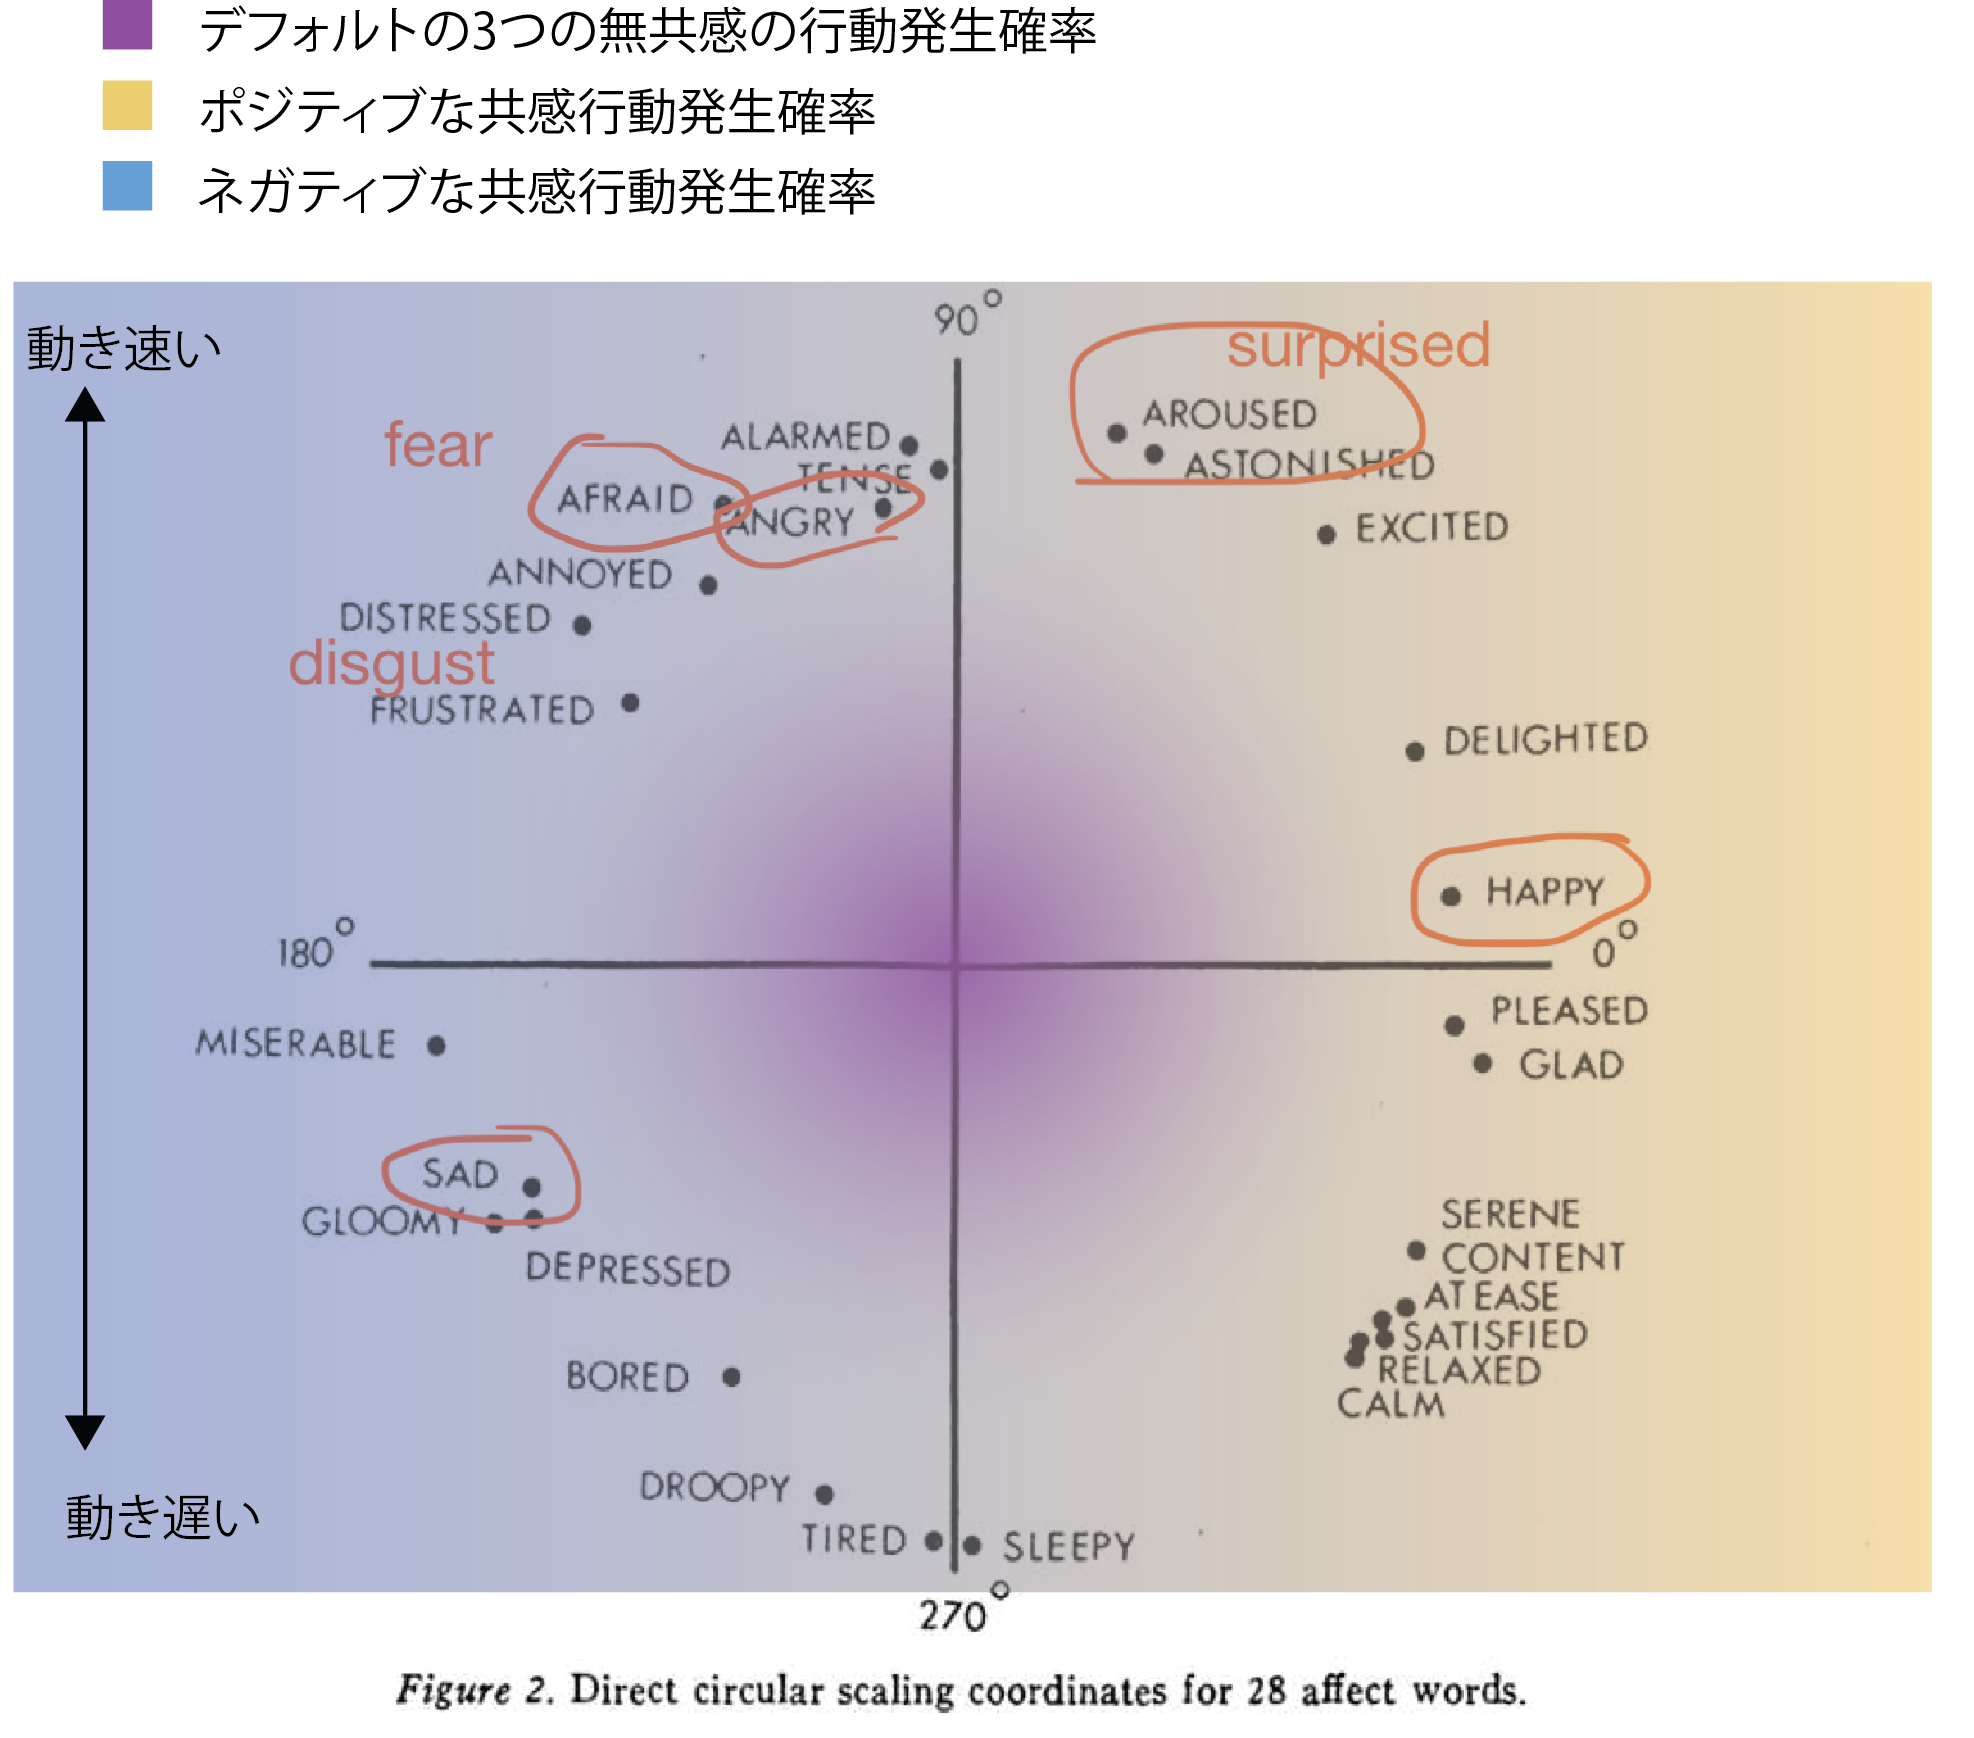 デフォルトの3つの無共感の行動発生確率
ポジティブな共感行動発生確率
ネガティブな共感行動発生確率
90°
動き速い
surprised
fear
AROUSED
ALARMED
ASTONISHED
TENSE
AFRAID
ANGRY
EXCITED
ANNOYED
DISTRESSED
disgust
FRUSTRATED
DELIGHTED
HAPPY
180°
0°
PLEASED
MISERABLE
GLAD
SAD
GLOOMY
SERENE
DEPRESSED
CONTENT
AT EASE
SATISFIED
BORED
RELAXED
CALM
DROOPY
動き遅い
TIRED
SLEEPY
270°
Figure 2. Direct circular scaling coordinates for 28 affect words.